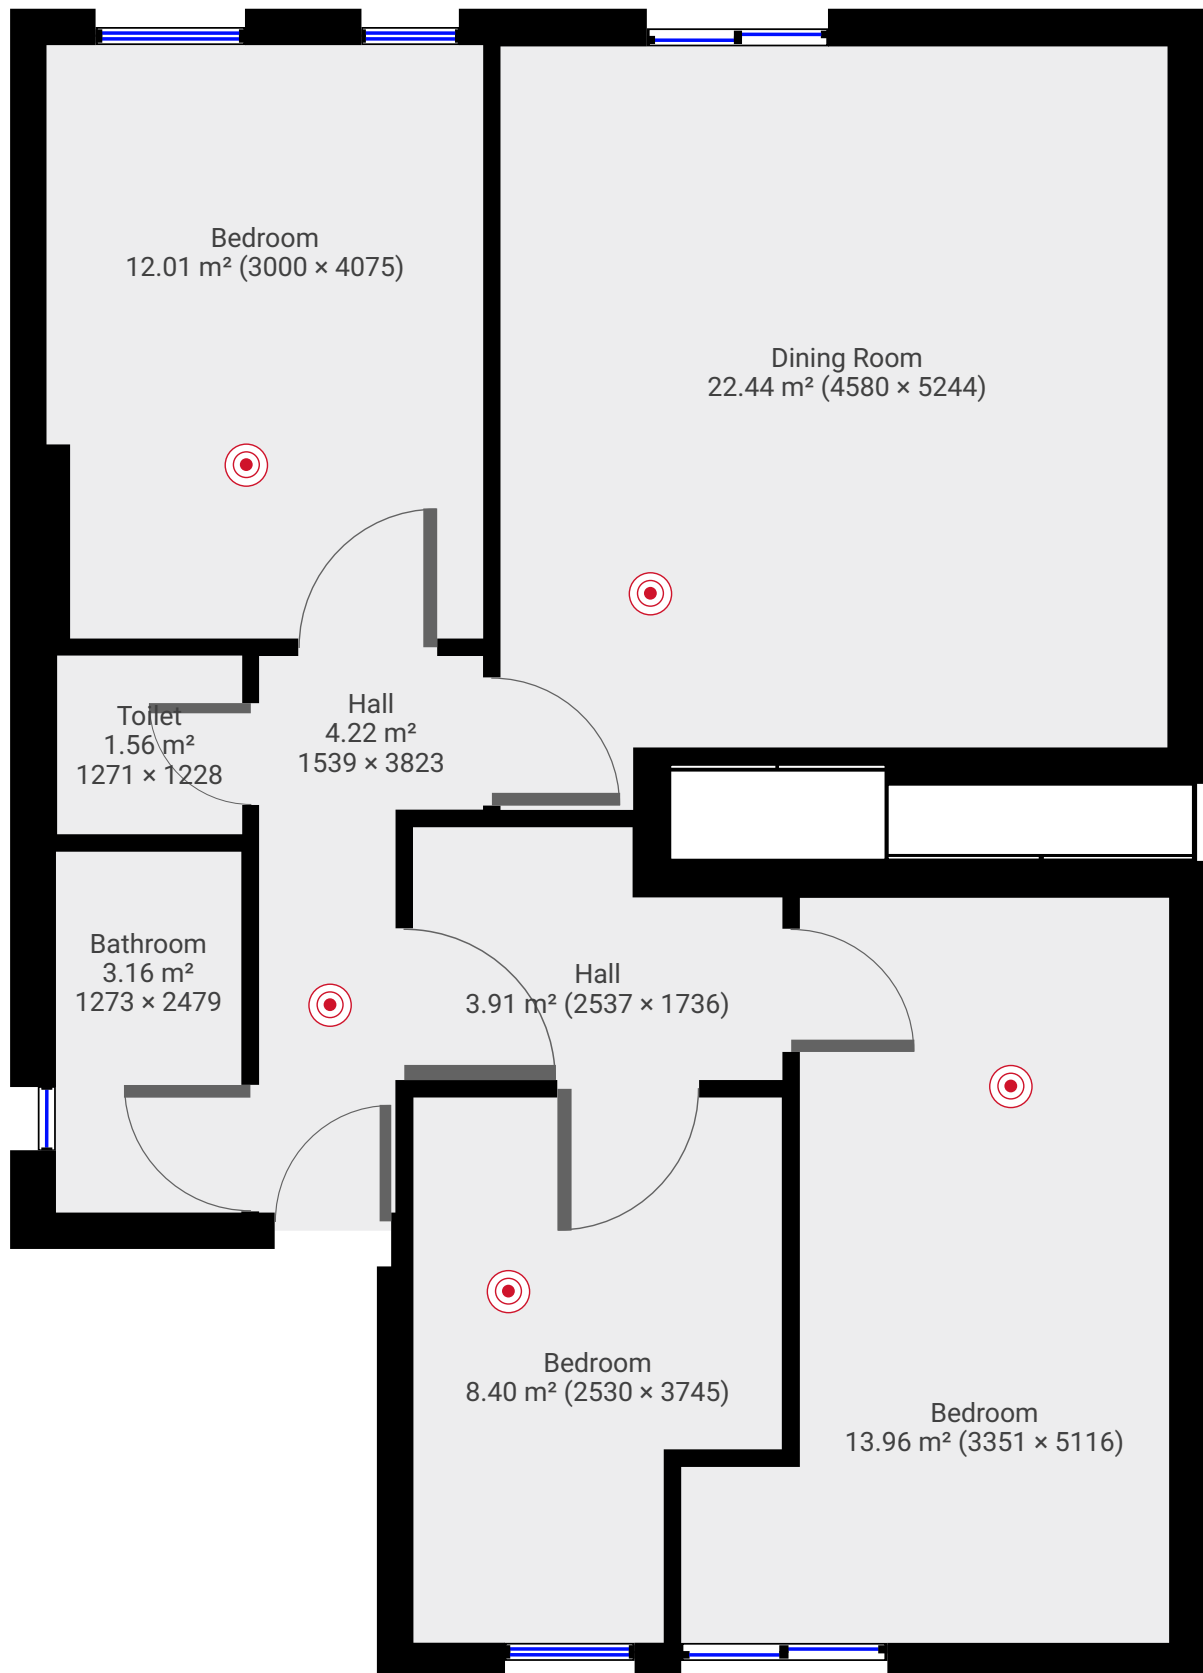 Bedroom
12.01 m² (3000 × 4075)
Dining Room
22.44 m² (4580 × 5244)
Toilet
1.56 m²
1271 × 1228
Hall
4.22 m²
1539 × 3823
Bathroom
3.16 m²
1273 × 2479
Hall
3.91 m² (2537 × 1736)
Bedroom
8.40 m² (2530 × 3745)
Bedroom
13.96 m² (3351 × 5116)